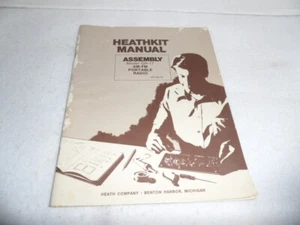 HEATHKIT
MANUAL
ASSEMBLY
AM-FM
PORTABLE
RADIO
HEATH COMPANY · BENTON HARBOR, MICHIGAN